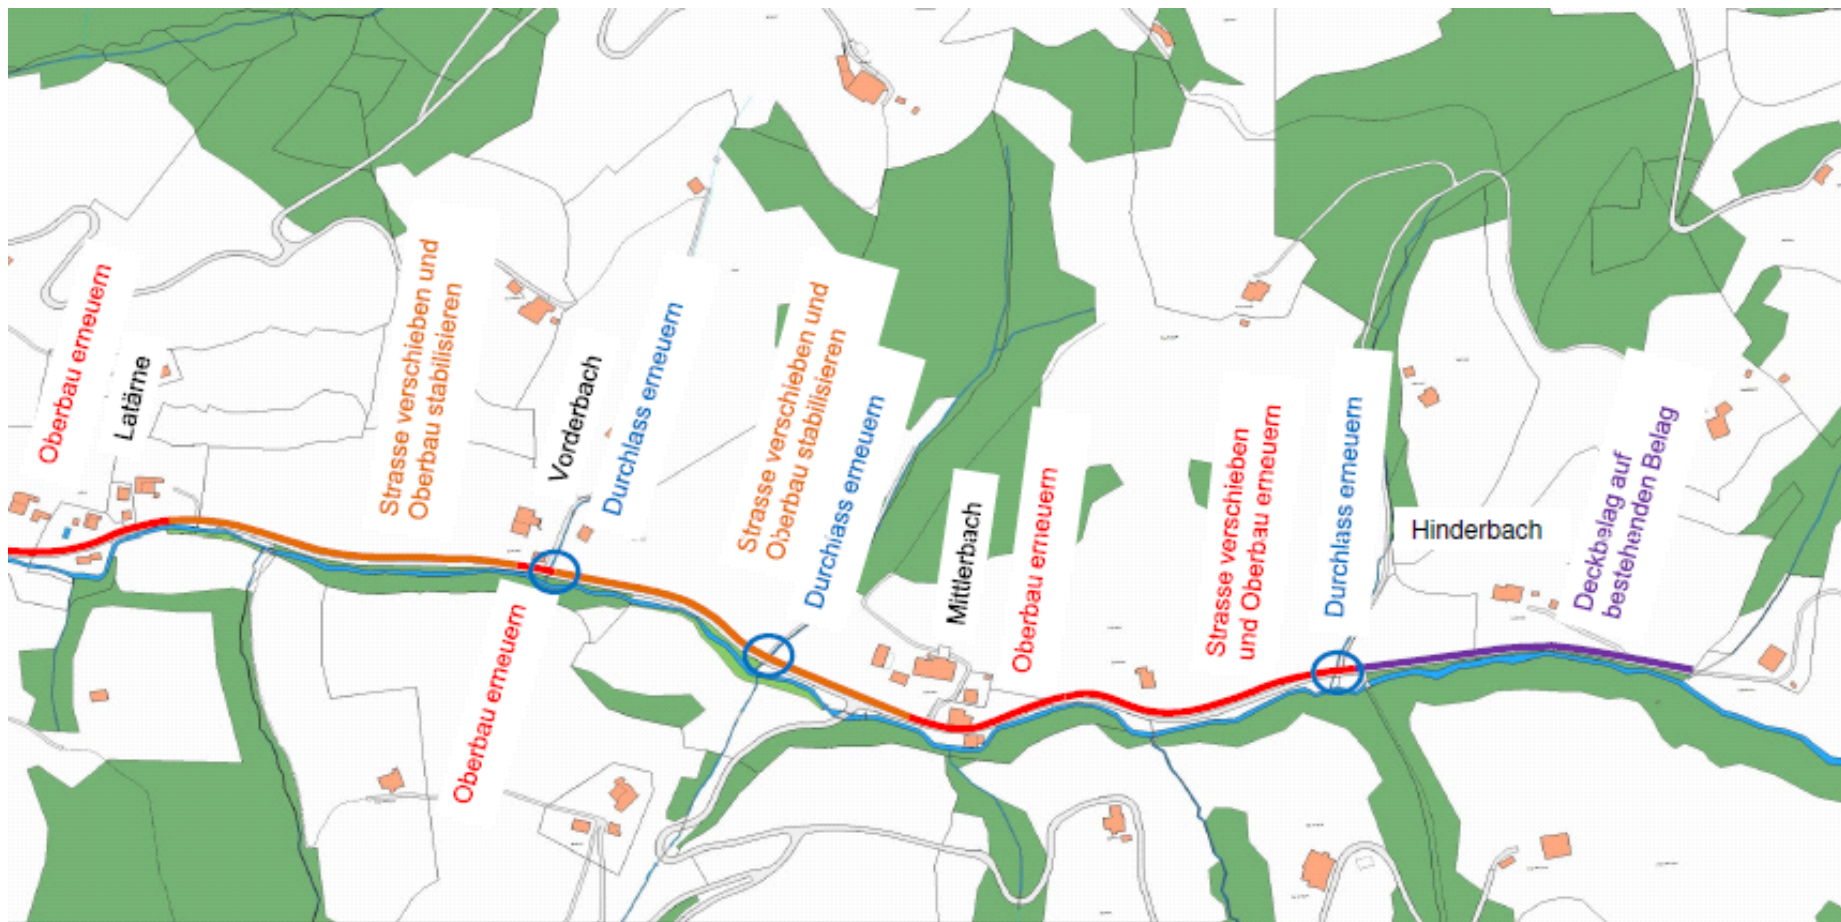 Oberbau erneuern
Latärne
Strasse verschieben und
Oberbau stabilisieren
Oberbau erneuern
Vorderbach
Durchlass erneuern
Strasse verschieben und
Oberbau stabilisieren
Durchlass erneuern
Mittlerbach
Oberbau erneuern
Strasse verschieben
und Oberbau erneuern
Durchlass erneuern
Hinderbach
Deckbelag auf
bestehenden Belag